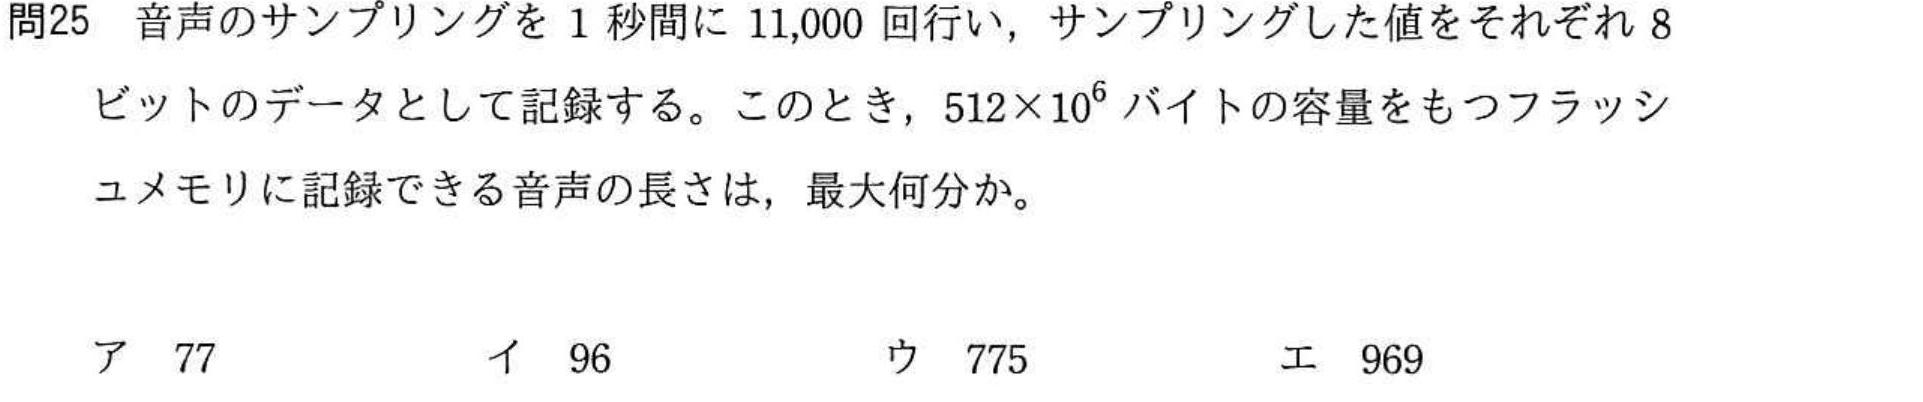 問25　音声のサンプリングを 1 秒間に 11,000 回行い，サンプリングした値をそれぞれ 8
ビットのデータとして記録する。このとき，512×10⁶ バイトの容量をもつフラッシ
ュメモリに記録できる音声の長さは，最大何分か。
ア　77　　イ　96　　ウ　775　　エ　969